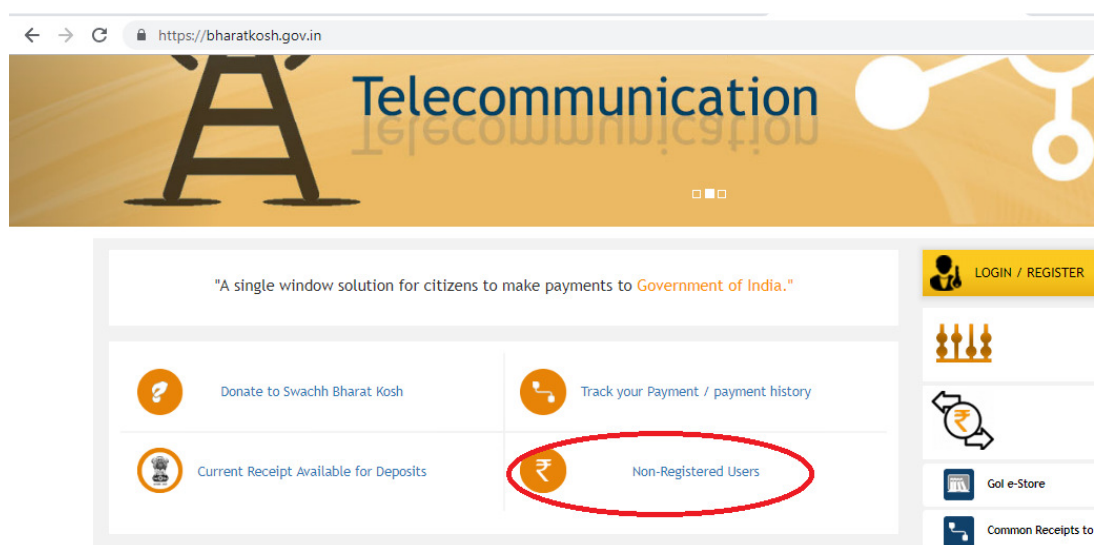 https://bharatkosh.gov.in
Telecommunication
"A single window solution for citizens to make payments to Government of India."
LOGIN / REGISTER
Donate to Swachh Bharat Kosh
Track your Payment / payment history
Current Receipt Available for Deposits
₹
Non-Registered Users
₹
GoI e-Store
Common Receipts to